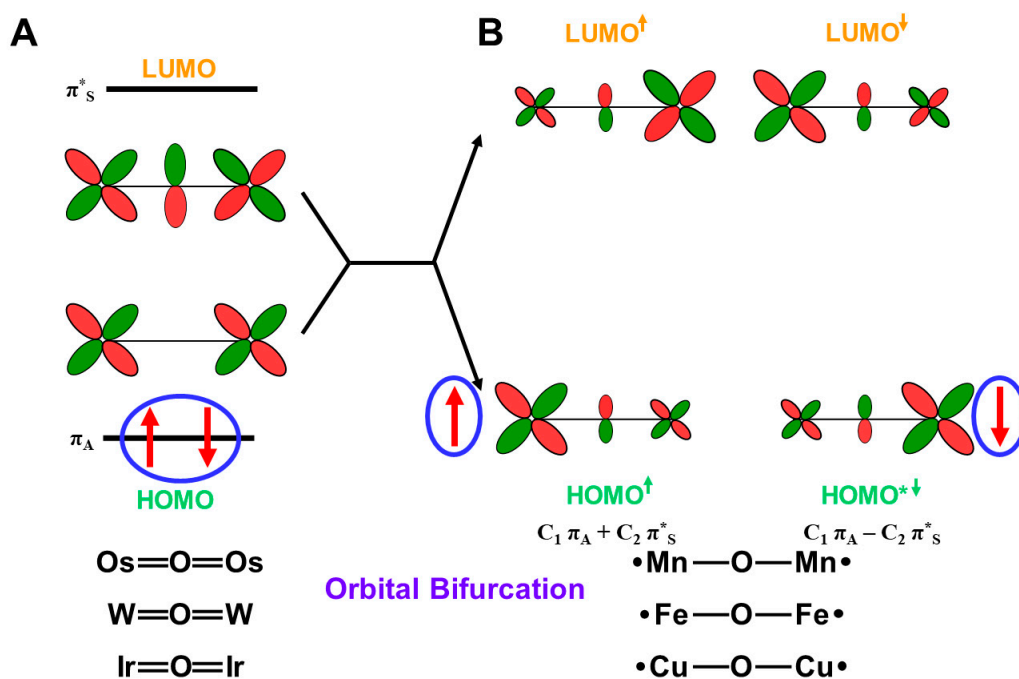 A
LUMO
π*S
πA
HOMO
Os=O=Os
W=O=W
Ir=O=Ir
Orbital Bifurcation
B
LUMO↑
LUMO↓
HOMO↑
HOMO*↓
C1 πA + C2 π*S
C1 πA – C2 π*S
•Mn—O—Mn•
•Fe—O—Fe•
•Cu—O—Cu•